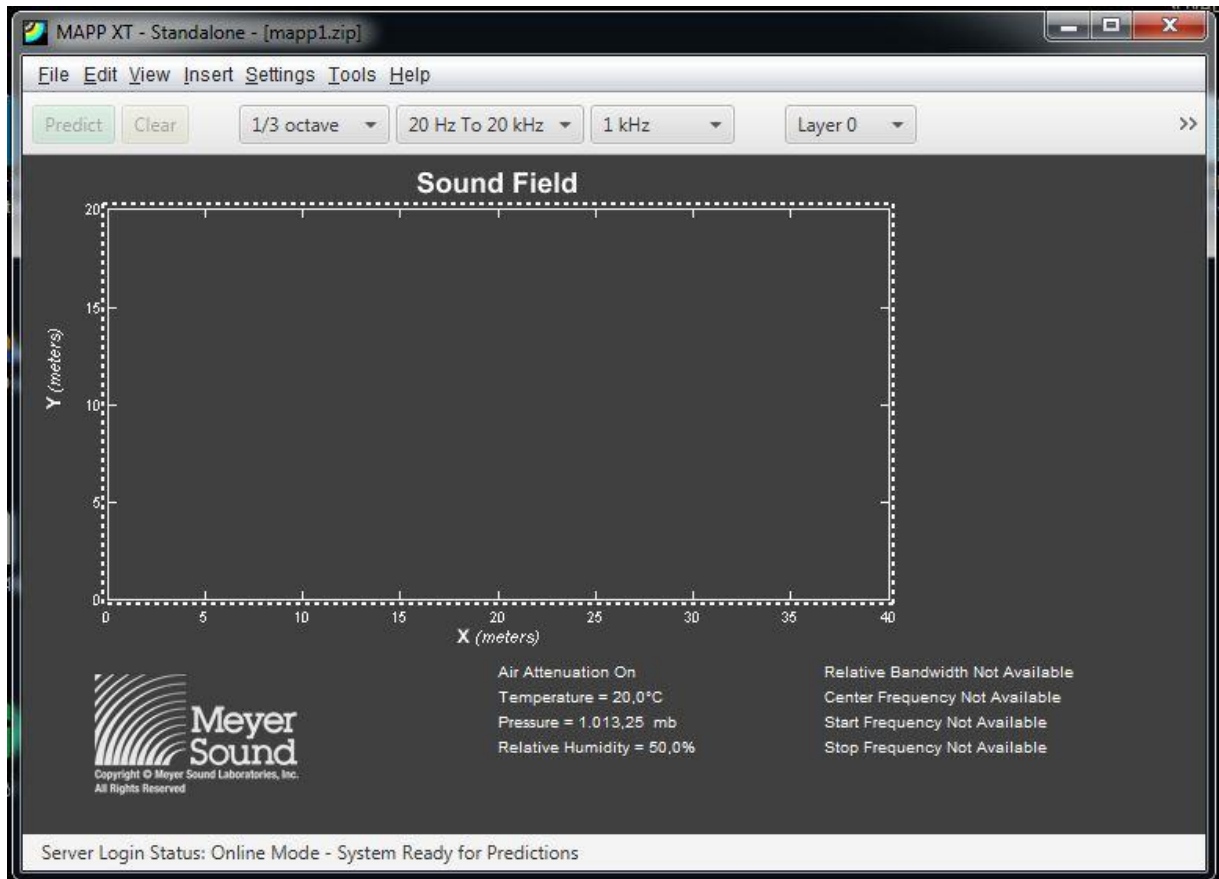 MAPP XT - Standalone - [mapp1.zip]
File Edit View Insert Settings Tools Help
Predict Clear 1/3 octave 20 Hz To 20 kHz 1 kHz Layer 0 >>
Sound Field
20
15
10
5
0
Y (meters)
0 5 10 15 20 25 30 35 40
X (meters)
Air Attenuation On
Temperature = 20,0°C
Pressure = 1.013,25 mb
Relative Humidity = 50,0%
Relative Bandwidth Not Available
Center Frequency Not Available
Start Frequency Not Available
Stop Frequency Not Available
Meyer
Sound
Copyright © Meyer Sound Laboratories, Inc.
All Rights Reserved
Server Login Status: Online Mode - System Ready for Predictions